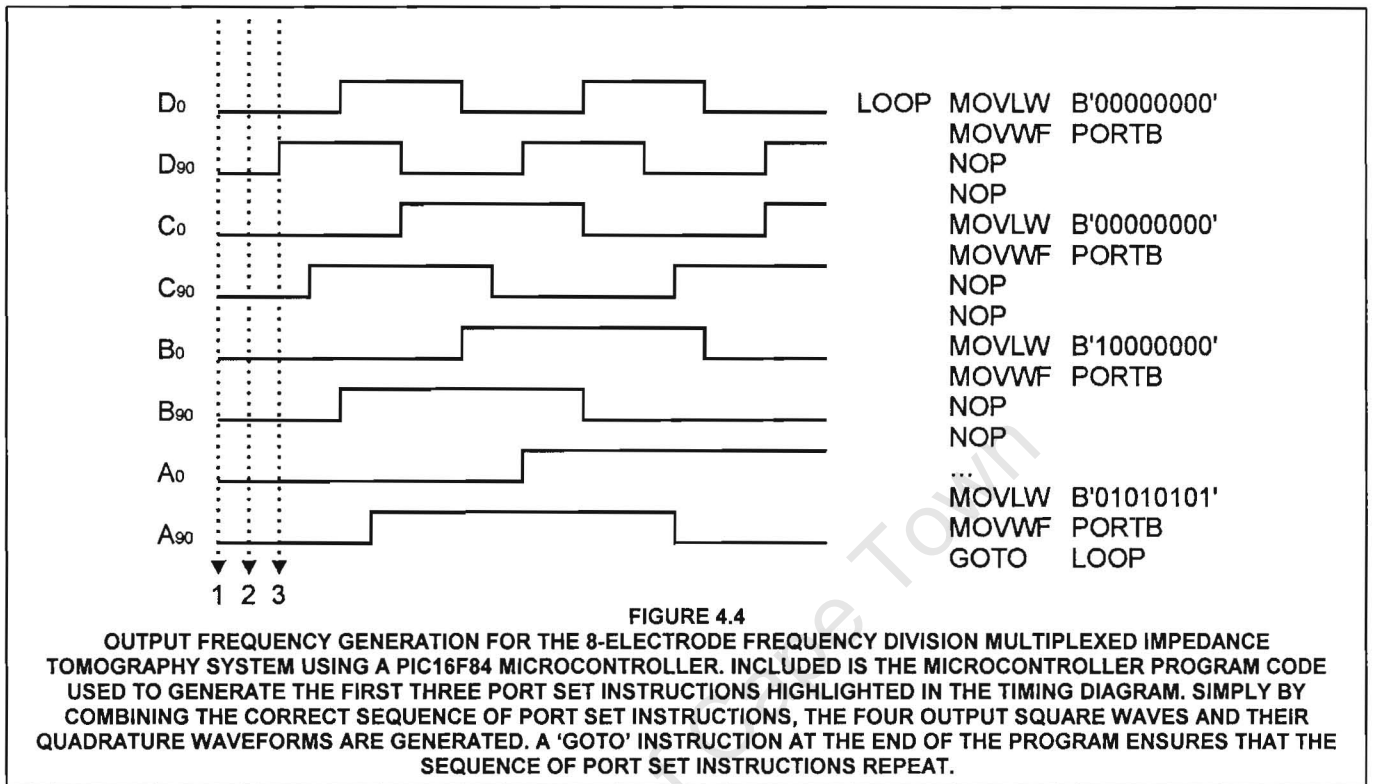 D0
D90
C0
C90
B0
B90
A0
A90
1 2 3
LOOP MOVLW B'00000000'
MOVWF PORTB
NOP
NOP
MOVLW B'00000000'
MOVWF PORTB
NOP
NOP
MOVLW B'10000000'
MOVWF PORTB
NOP
NOP
...
MOVLW B'01010101'
MOVWF PORTB
GOTO LOOP
FIGURE 4.4
OUTPUT FREQUENCY GENERATION FOR THE 8-ELECTRODE FREQUENCY DIVISION MULTIPLEXED IMPEDANCE
TOMOGRAPHY SYSTEM USING A PIC16F84 MICROCONTROLLER. INCLUDED IS THE MICROCONTROLLER PROGRAM CODE
USED TO GENERATE THE FIRST THREE PORT SET INSTRUCTIONS HIGHLIGHTED IN THE TIMING DIAGRAM. SIMPLY BY
COMBINING THE CORRECT SEQUENCE OF PORT SET INSTRUCTIONS, THE FOUR OUTPUT SQUARE WAVES AND THEIR
QUADRATURE WAVEFORMS ARE GENERATED. A 'GOTO' INSTRUCTION AT THE END OF THE PROGRAM ENSURES THAT THE
SEQUENCE OF PORT SET INSTRUCTIONS REPEAT.
Town